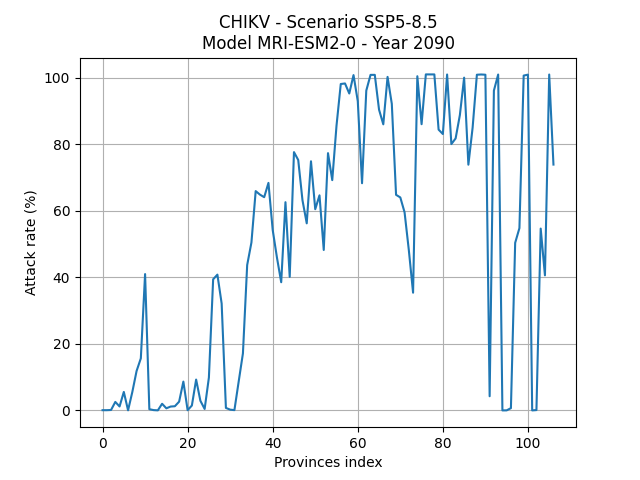 CHIKV - Scenario SSP5-8.5
Model MRI-ESM2-0 - Year 2090
Attack rate (%)
100
80
60
40
20
0
0 20 40 60 80 100
Provinces index